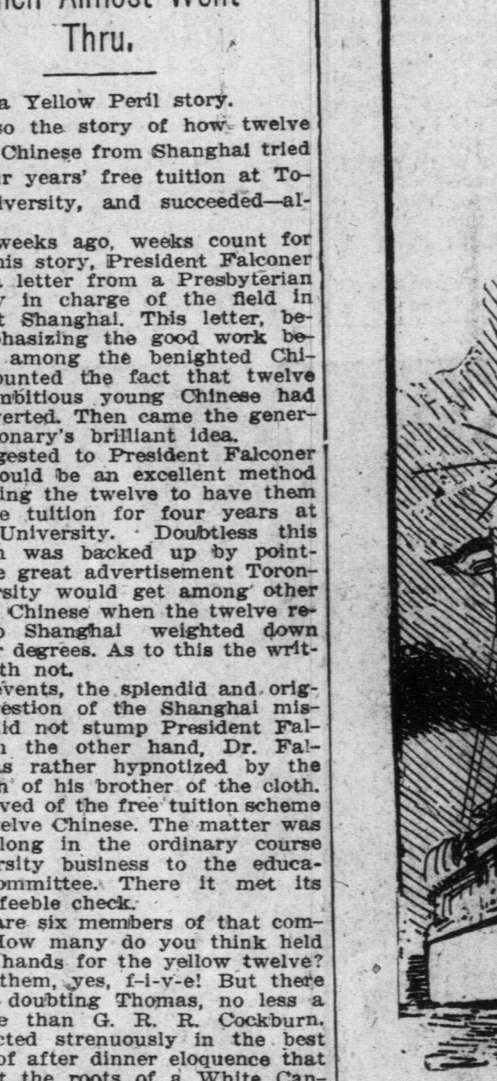 Almost Went
Thru.
a Yellow Peril story.
so the story of how twelve
Chinese from Shanghai tried
r years' free tuition at To-
iversity, and succeeded—al-
weeks ago, weeks count for
his story, President Falconer
letter from a Presbyterian
y in charge of the field in
t Shanghai. This letter, be-
hasizing the good work be-
among the benighted Chi-
ounted the fact that twelve
mbitious young Chinese had
verted. Then came the gener-
onary's brilliant idea.
gested to President Falconer
ould be an excellent method
ing the twelve to have them
e tuition for four years at
University. Doubtless this
n was backed up by point-
e great advertisement Toron-
rsity would get among other
Chinese when the twelve re-
o Shanghai weighted down
r degrees. As to this the writ-
th not.
events, the splendid and orig-
estion of the Shanghai mis-
id not stump President Fal-
n the other hand, Dr. Fal-
as rather hypnotized by the
n of his brother of the cloth.
ved of the free tuition scheme
elve Chinese. The matter was
long in the ordinary course
rsity business to the educa-
ommittee. There it met its
feeble check.
are six members of that com-
How many do you think held
hands for the yellow twelve?
them, yes, f-i-v-e! But there
doubting Thomas, no less a
e than G. R. R. Cockburn.
cted strenuously in the best
of after dinner eloquence that
t the roots of a White Can-